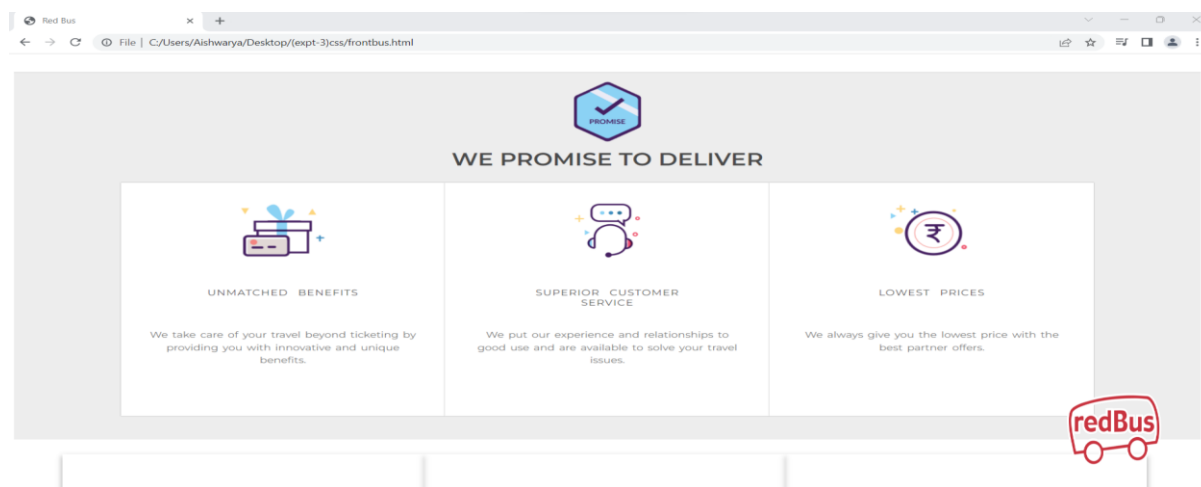 Red Bus
File | C:/Users/Aishwarya/Desktop/(expt-3)css/frontbus.html
PROMISE
WE PROMISE TO DELIVER
UNMATCHED BENEFITS
We take care of your travel beyond ticketing by
providing you with innovative and unique
benefits.
SUPERIOR CUSTOMER
SERVICE
We put our experience and relationships to
good use and are available to solve your travel
issues.
₹
LOWEST PRICES
We always give you the lowest price with the
best partner offers.
redBus